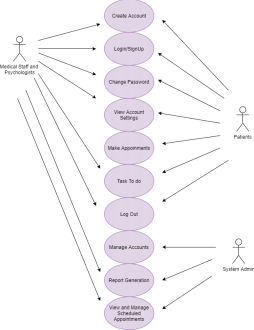 Create Account
Login/SignUp
Medical Staff and
Psychologists
Change Password
View Account
Settings
Patients
Make Appoinments
Task To do
Log Out
Manage Accounts
System Admin
Report Generation
View and Manage
Scheduled
Appointments